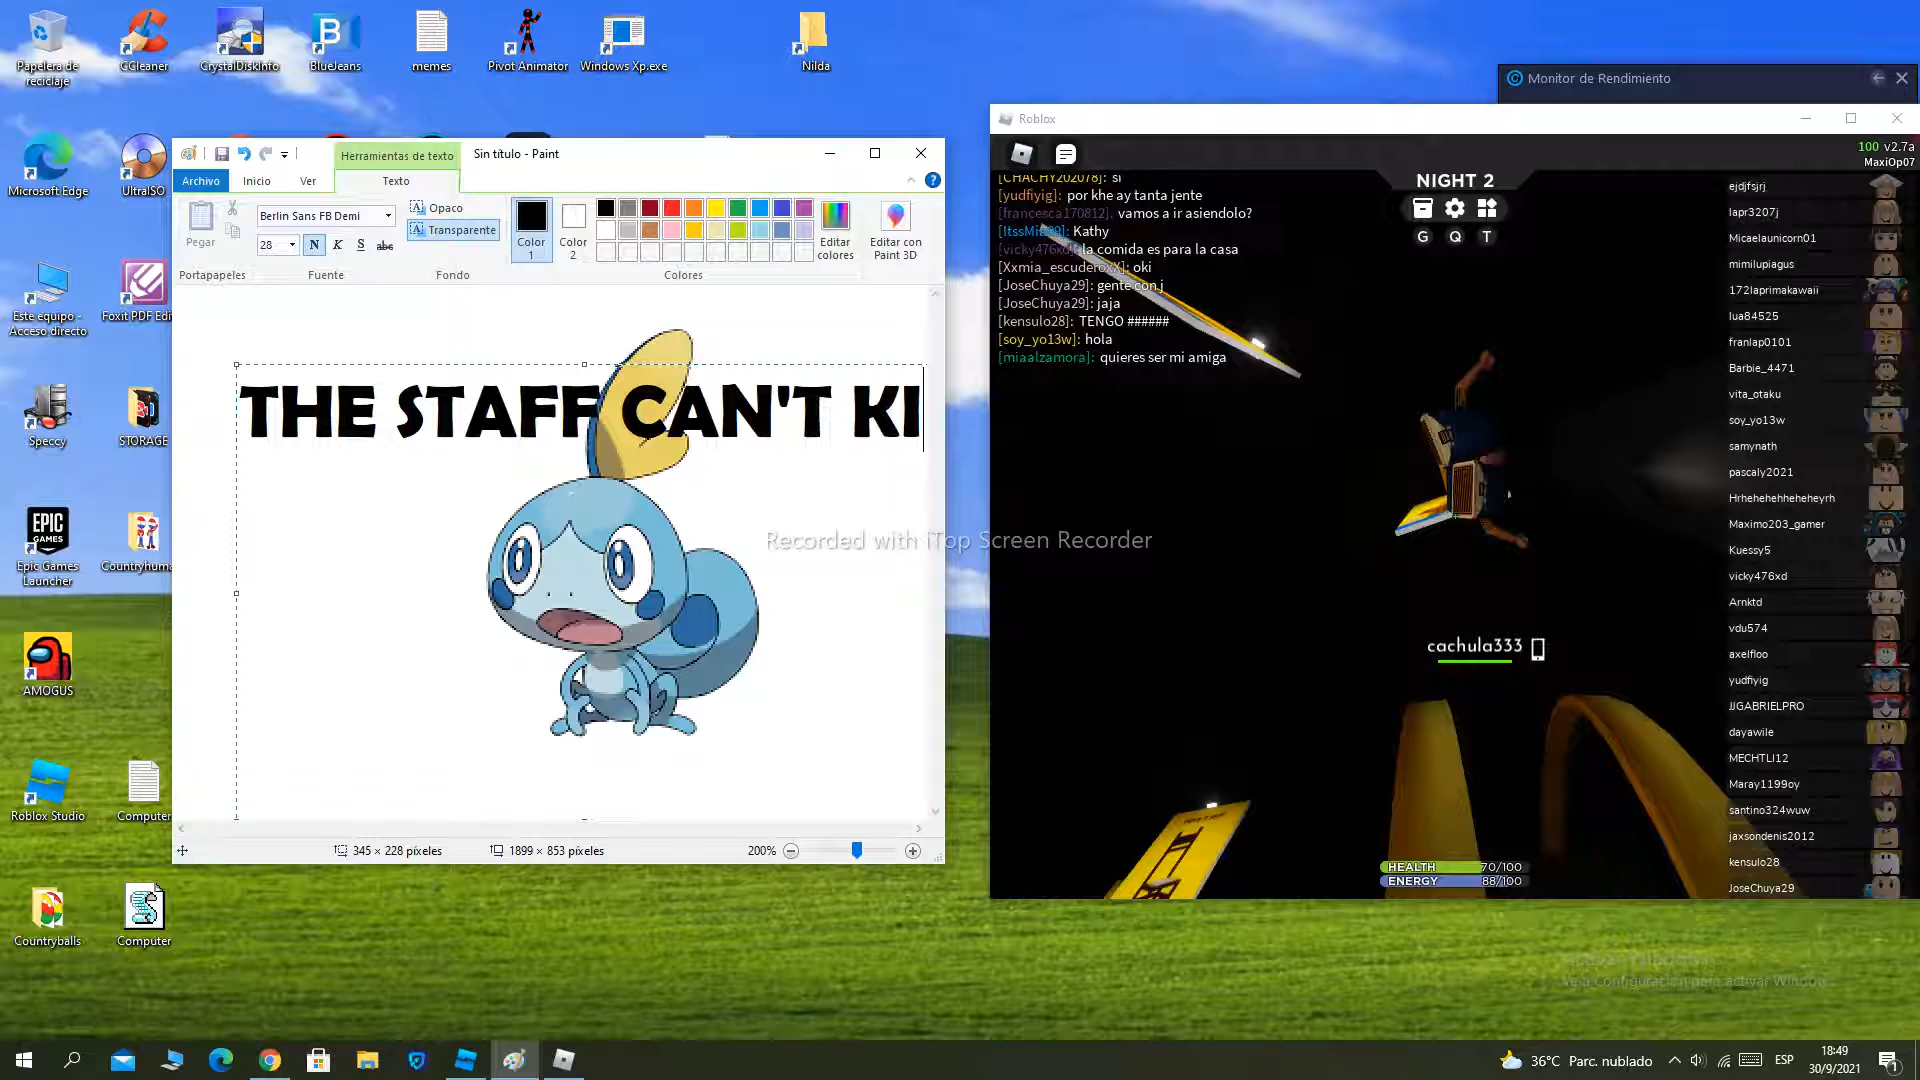 Papelera de
reciclaje
CCleaner
CrystalDiskInfo
BlueJeans
memes
Pivot Animator
Windows Xp.exe
Nilda
Microsoft Edge
UltraISO
Este equipo -
Acceso directo
Foxit PDF Edi
Speccy
STORAGE
Epic Games
Launcher
Countryhuma
AMOGUS
Roblox Studio
Computer
Countryballs
Computer
Herramientas de texto
Sin título - Paint
Archivo
Inicio
Ver
Texto
Pegar
Portapapeles
Berlin Sans FB Demi
28
N K S abc
Fuente
Opaco
Transparente
Fondo
Color
1
Color
2
Editar
colores
Colores
Editar con
Paint 3D
THE STAFF CAN'T KI
345 × 228 píxeles
1899 × 853 píxeles
200%
Recorded with iTop Screen Recorder
Monitor de Rendimiento
Roblox
100 v2.7a
MaxiOp07
NIGHT 2
G Q T
[CHACHY202078]: si
[yudfiyig]: por khe ay tanta jente
[francesca170812]: vamos a ir asiendolo?
Kathy
[vicky476xd]: la comida es para la casa
[Xxmia_escuderoxX]: oki
[JoseChuya29]: gente con j
[JoseChuya29]: jaja
[kensulo28]: TENGO ######
[soy_yo13w]: hola
[miaalzamora]: quieres ser mi amiga
cachula333
HEALTH 70/100
ENERGY 88/100
ejdjfsjrj
lapr3207j
Micaelaunicorn01
mimilupiagus
172laprimakawaii
lua84525
franlap0101
Barbie_4471
vita_otaku
soy_yo13w
samynath
pascaly2021
Hrhehehehheheheyrh
Maximo203_gamer
Kuessy5
vicky476xd
Arnktd
vdu574
axelfloo
yudfiyig
JJGABRIELPRO
dayawile
MECHTLI12
Maray1199oy
santino324wuw
jaxsondenis2012
kensulo28
JoseChuya29
36°C Parc. nublado
ESP
18:49
30/9/2021